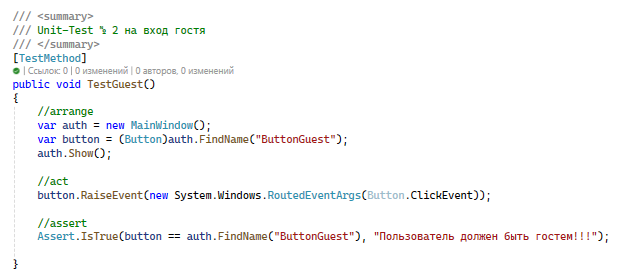 /// <summary>
/// Unit-Test № 2 на вход гостя
/// </summary>
[TestMethod]
| Ссылок: 0 | 0 изменений | 0 авторов, 0 изменений
public void TestGuest()
{
//arrange
var auth = new MainWindow();
var button = (Button)auth.FindName("ButtonGuest");
auth.Show();
//act
button.RaiseEvent(new System.Windows.RoutedEventArgs(Button.ClickEvent));
//assert
Assert.IsTrue(button == auth.FindName("ButtonGuest"), "Пользователь должен быть гостем!!!");
}